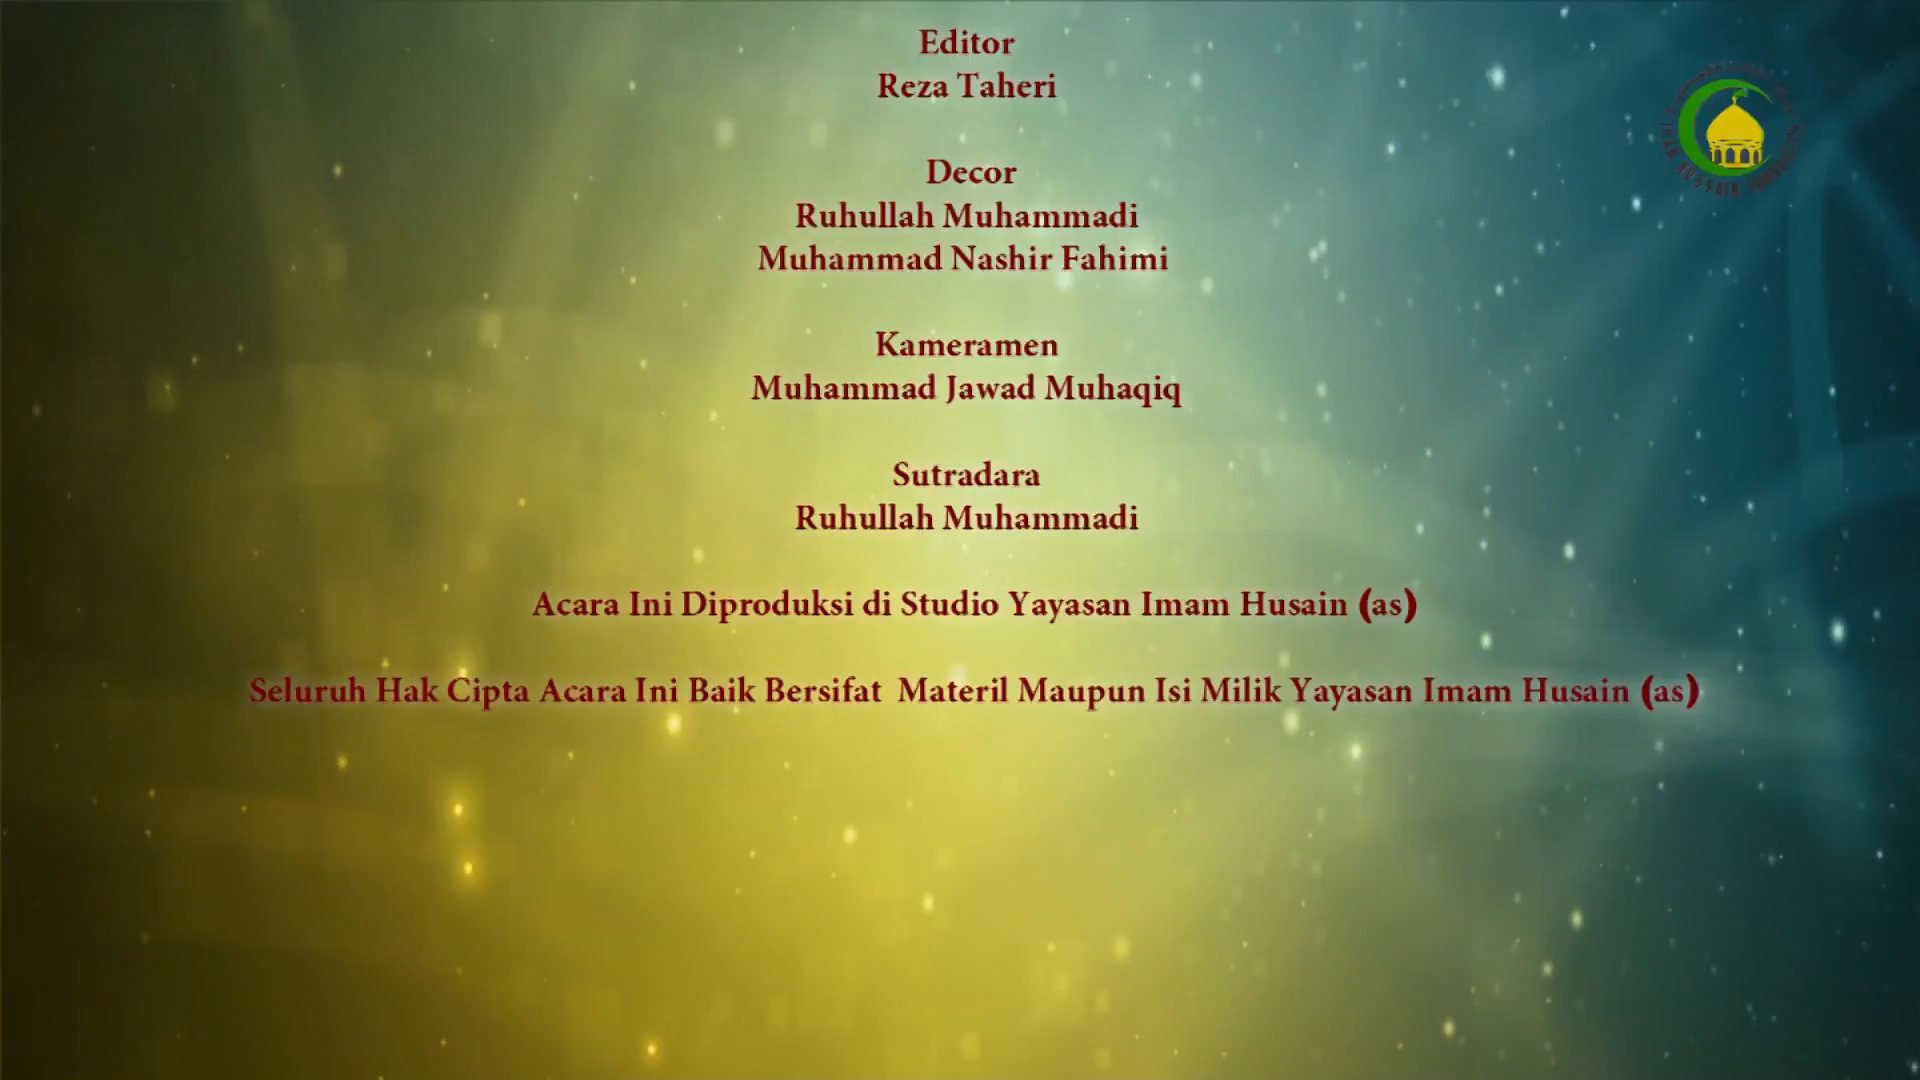 Editor
Reza Taheri
Decor
Ruhullah Muhammadi
Muhammad Nashir Fahimi
Kameramen
Muhammad Jawad Muhaqiq
Sutradara
Ruhullah Muhammadi
Acara Ini Diproduksi di Studio Yayasan Imam Husain (as)
Seluruh Hak Cipta Acara Ini Baik Bersifat  Materil Maupun Isi Milik Yayasan Imam Husain (as)